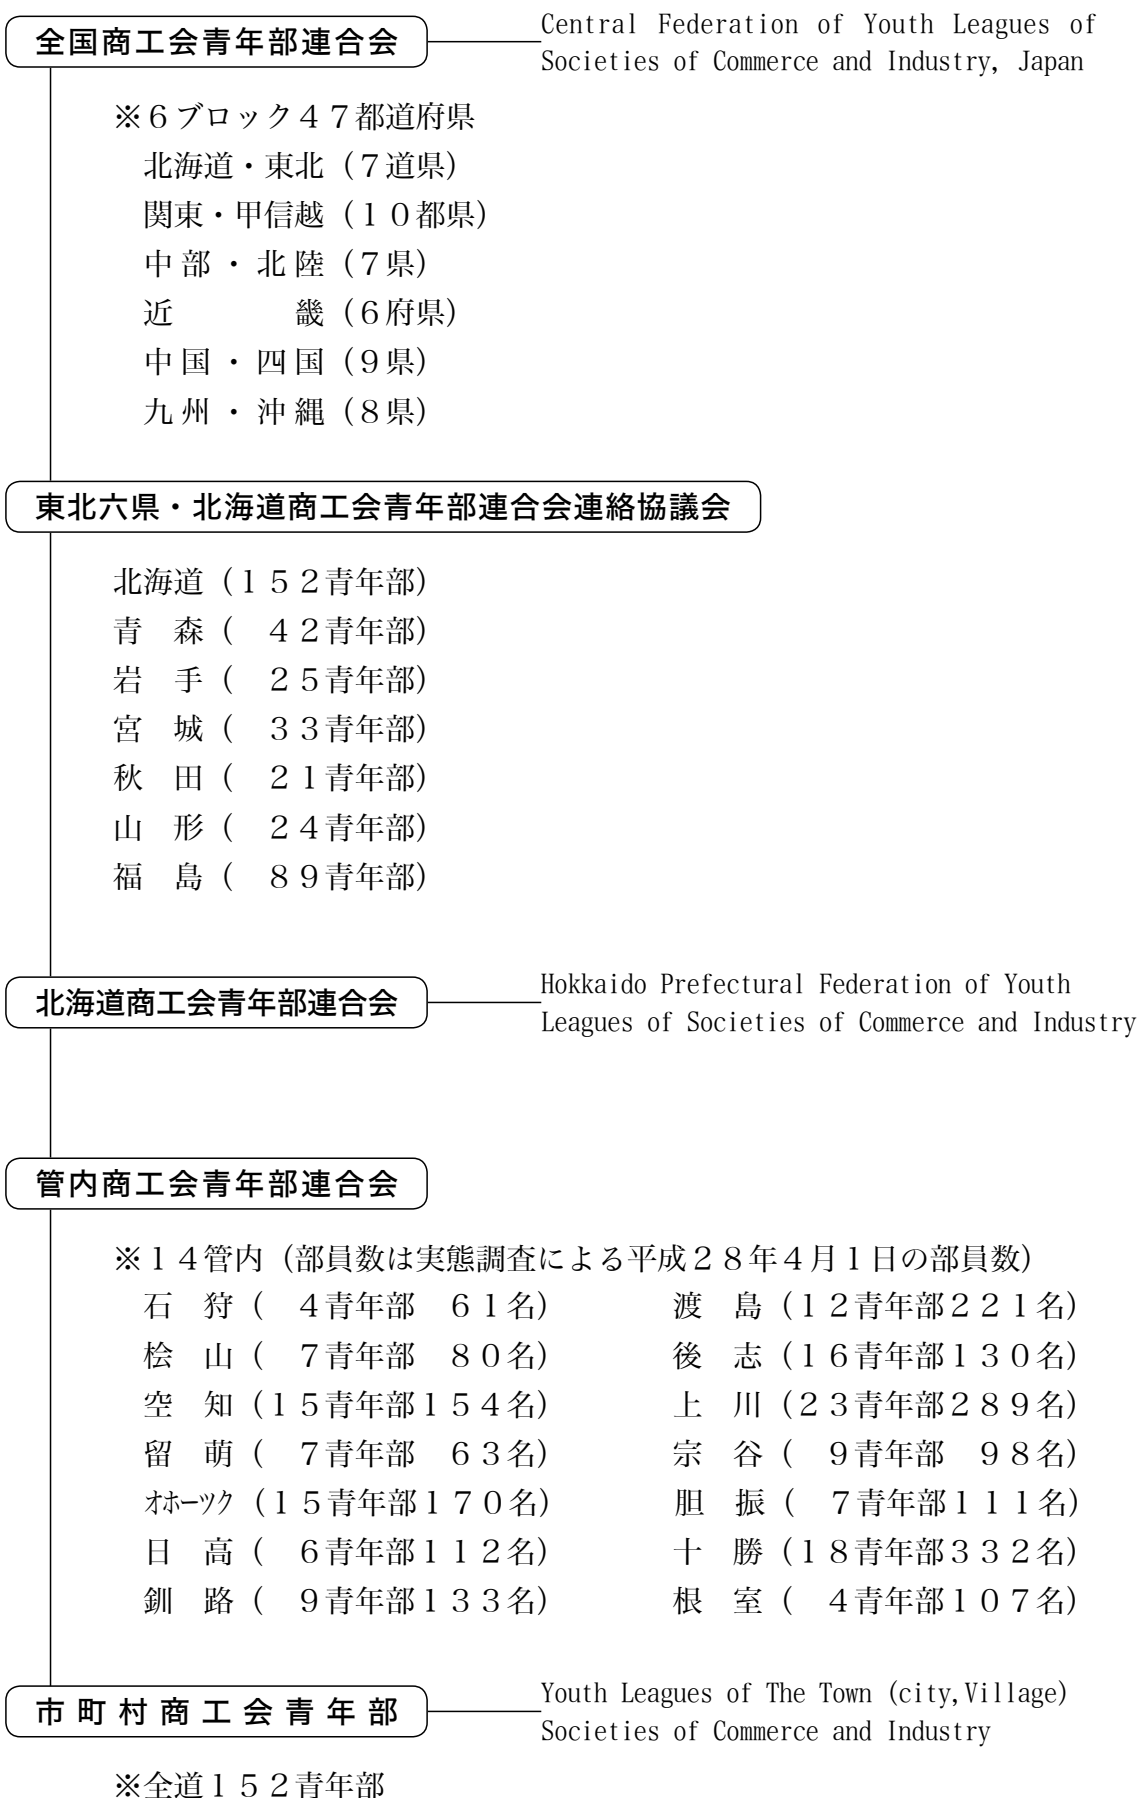 全国商工会青年部連合会
Central Federation of Youth Leagues of
Societies of Commerce and Industry, Japan
※６ブロック４７都道府県
北海道・東北（７道県）
関東・甲信越（１０都県）
中部・北陸（７県）
近　　　　畿（６府県）
中国・四国（９県）
九州・沖縄（８県）
東北六県・北海道商工会青年部連合会連絡協議会
北海道（１５２青年部）
青　森（　４２青年部）
岩　手（　２５青年部）
宮　城（　３３青年部）
秋　田（　２１青年部）
山　形（　２４青年部）
福　島（　８９青年部）
北海道商工会青年部連合会
Hokkaido Prefectural Federation of Youth
Leagues of Societies of Commerce and Industry
管内商工会青年部連合会
※１４管内（部員数は実態調査による平成２８年４月１日の部員数）
石　狩（　４青年部　６１名）　渡　島（１２青年部２２１名）
桧　山（　７青年部　８０名）　後　志（１６青年部１３０名）
空　知（１５青年部１５４名）　上　川（２３青年部２８９名）
留　萌（　７青年部　６３名）　宗　谷（　９青年部　９８名）
オホーツク（１５青年部１７０名）　胆　振（　７青年部１１１名）
日　高（　６青年部１１２名）　十　勝（１８青年部３３２名）
釧　路（　９青年部１３３名）　根　室（　４青年部１０７名）
市町村商工会青年部
Youth Leagues of The Town (city,Village)
Societies of Commerce and Industry
※全道１５２青年部